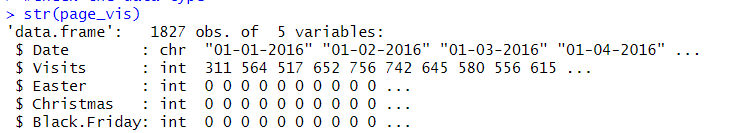 > str(page_vis)
'data.frame':   1827 obs. of  5 variables:
 $ Date        : chr  "01-01-2016" "01-02-2016" "01-03-2016" "01-04-2016" ...
 $ Visits      : int  311 564 517 652 756 742 645 580 556 615 ...
 $ Easter      : int  0 0 0 0 0 0 0 0 0 0 ...
 $ Christmas   : int  0 0 0 0 0 0 0 0 0 0 ...
 $ Black.Friday: int  0 0 0 0 0 0 0 0 0 0 ...